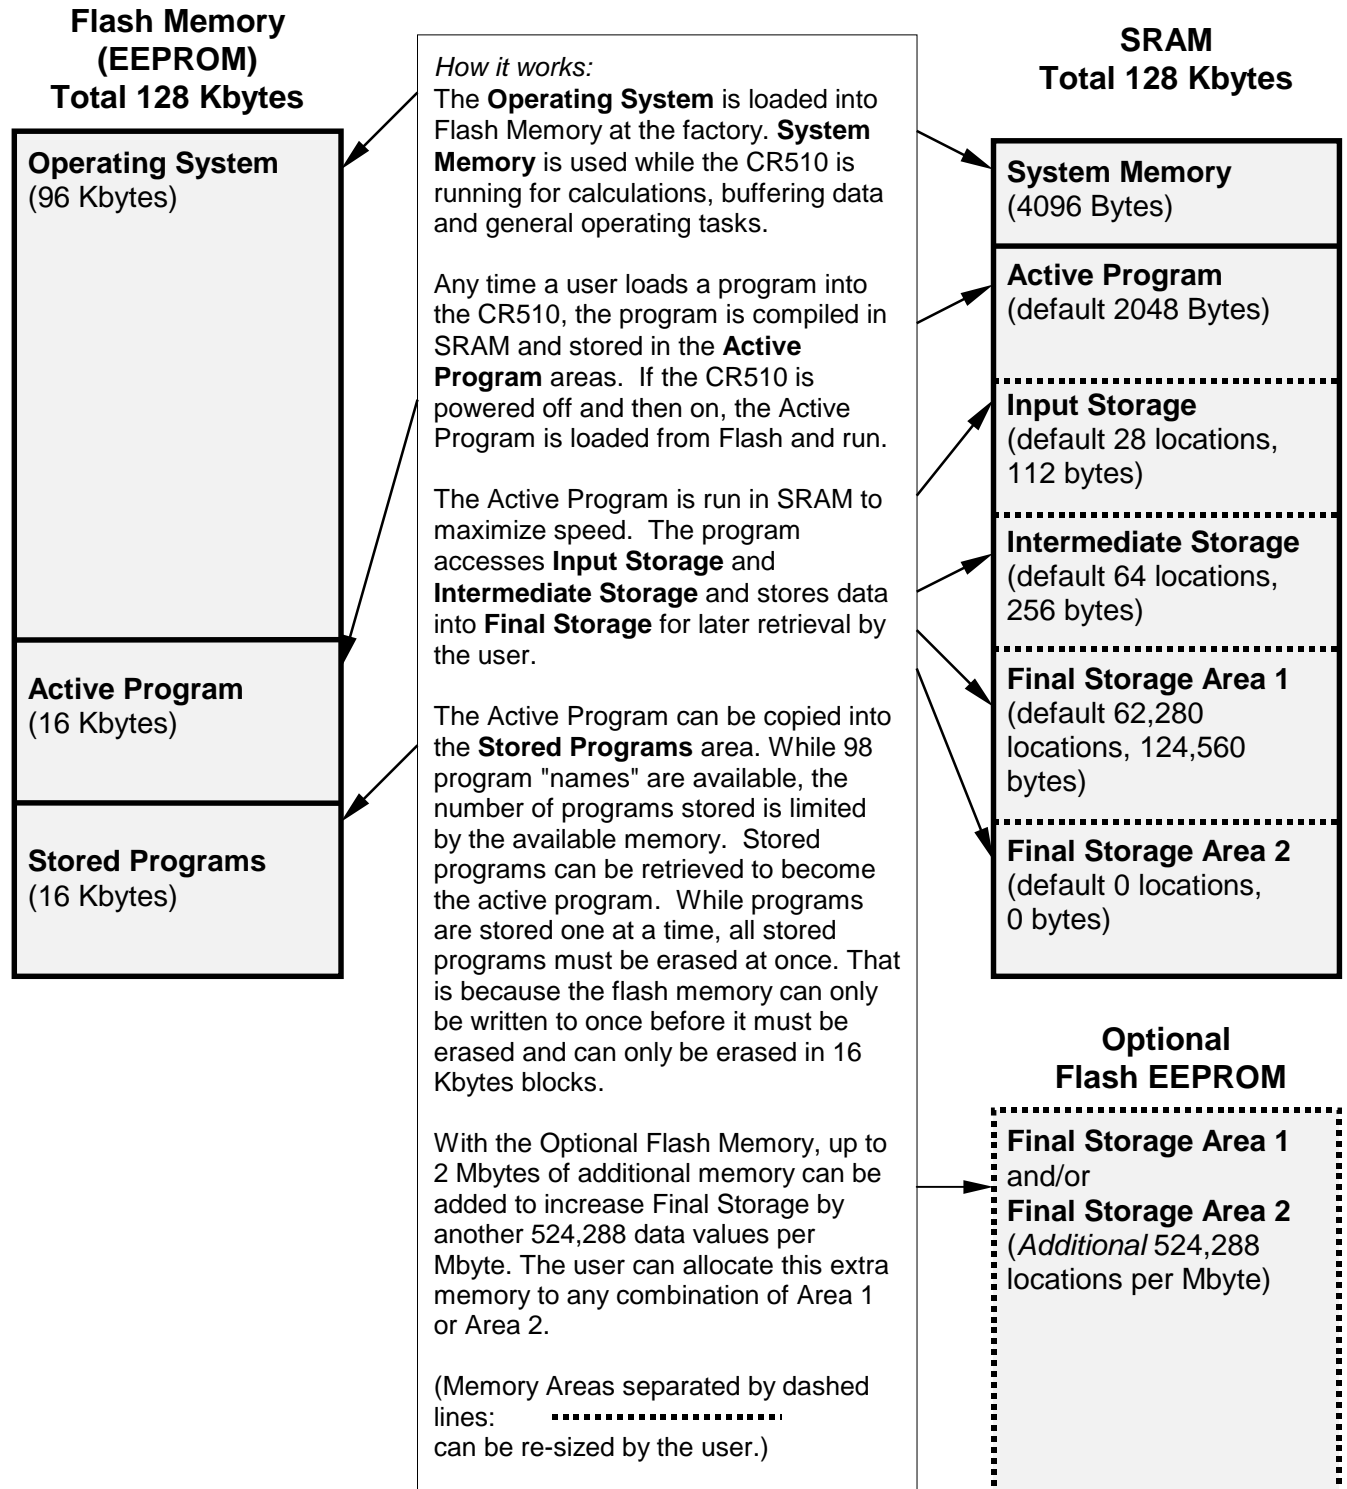 Flash Memory
(EEPROM)
Total 128 Kbytes
Operating System
(96 Kbytes)
Active Program
(16 Kbytes)
Stored Programs
(16 Kbytes)
How it works:
The Operating System is loaded into
Flash Memory at the factory. System
Memory is used while the CR510 is
running for calculations, buffering data
and general operating tasks.
Any time a user loads a program into
the CR510, the program is compiled in
SRAM and stored in the Active
Program areas. If the CR510 is
powered off and then on, the Active
Program is loaded from Flash and run.
The Active Program is run in SRAM to
maximize speed. The program
accesses Input Storage and
Intermediate Storage and stores data
into Final Storage for later retrieval by
the user.
The Active Program can be copied into
the Stored Programs area. While 98
program "names" are available, the
number of programs stored is limited
by the available memory. Stored
programs can be retrieved to become
the active program. While programs
are stored one at a time, all stored
programs must be erased at once. That
is because the flash memory can only
be written to once before it must be
erased and can only be erased in 16
Kbytes blocks.
With the Optional Flash Memory, up to
2 Mbytes of additional memory can be
added to increase Final Storage by
another 524,288 data values per
Mbyte. The user can allocate this extra
memory to any combination of Area 1
or Area 2.
(Memory Areas separated by dashed
lines:
can be re-sized by the user.)
SRAM
Total 128 Kbytes
System Memory
(4096 Bytes)
Active Program
(default 2048 Bytes)
Input Storage
(default 28 locations,
112 bytes)
Intermediate Storage
(default 64 locations,
256 bytes)
Final Storage Area 1
(default 62,280
locations, 124,560
bytes)
Final Storage Area 2
(default 0 locations,
0 bytes)
Optional
Flash EEPROM
Final Storage Area 1
and/or
Final Storage Area 2
(Additional 524,288
locations per Mbyte)